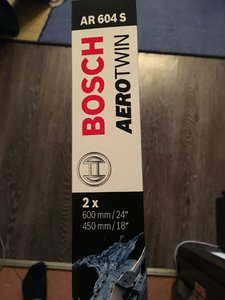 AR 604 S
BOSCH
AEROTWIN
2 x
600 mm / 24"
450 mm / 18"